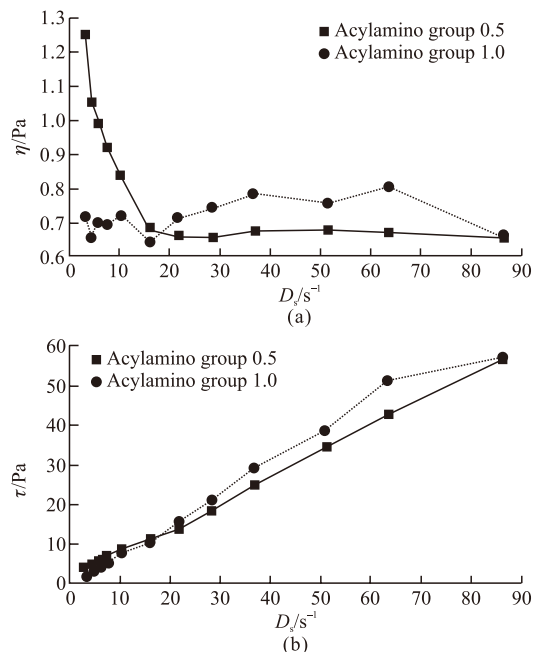 1.3
1.2
1.1
1.0
0.9
0.8
0.7
0.6
η/Pa
Acylamino group 0.5
Acylamino group 1.0
0 10 20 30 40 50 60 70 80 90
Dₛ/s⁻¹
(a)
60
50
40
30
20
10
0
τ/Pa
Acylamino group 0.5
Acylamino group 1.0
0 10 20 30 40 50 60 70 80 90
Dₛ/s⁻¹
(b)